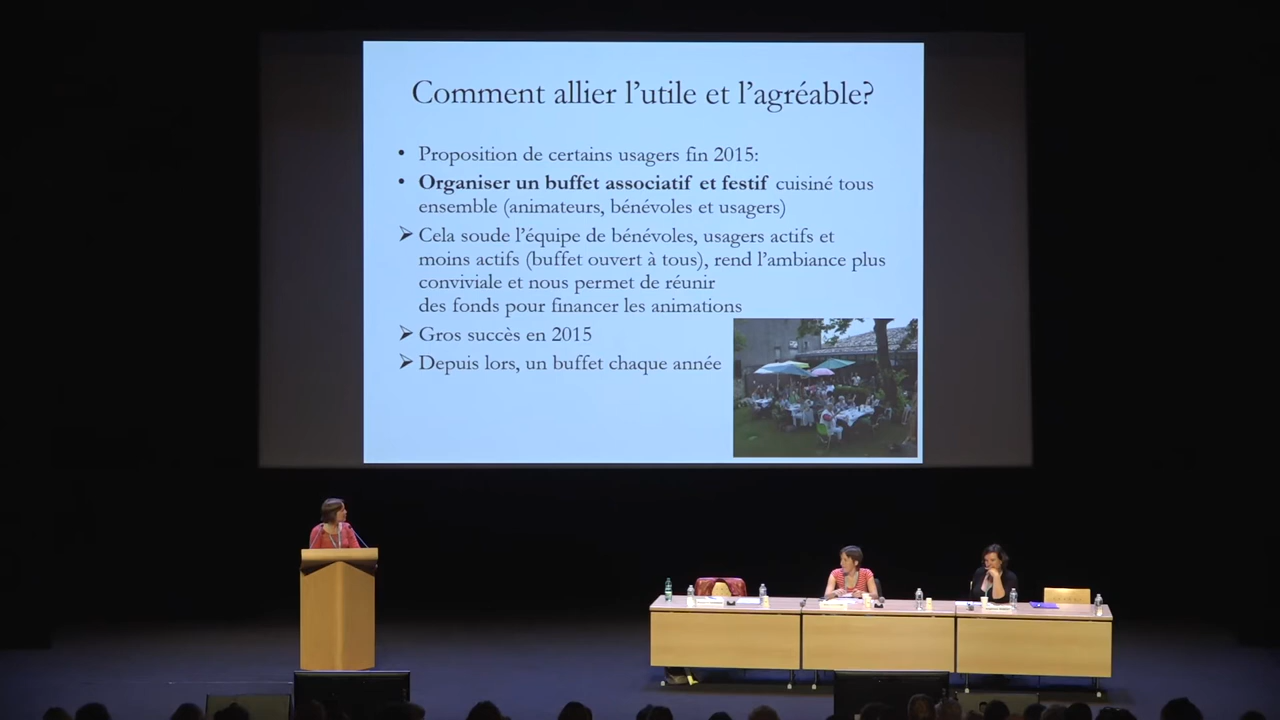 Comment allier l'utile et l'agréable?
• Proposition de certains usagers fin 2015:
• Organiser un buffet associatif et festif cuisiné tous
ensemble (animateurs, bénévoles et usagers)
➢ Cela soude l'équipe de bénévoles, usagers actifs et
moins actifs (buffet ouvert à tous), rend l'ambiance plus
conviviale et nous permet de réunir
des fonds pour financer les animations
➢ Gros succès en 2015
➢ Depuis lors, un buffet chaque année